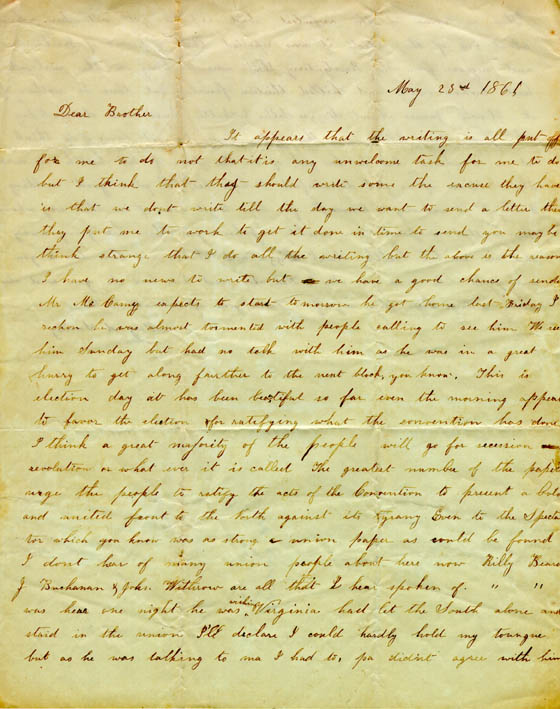 May 23rd 1861
Dear Brother
It appears that the writing is all put off
for me to do not that it is any unwelcome task for me to do
but I think that they should write some the excuse they have
is that we dont write till the day we want to send a letter then
they put me to work to get it done in time to send you may
think strange that I do all the writing but the above is the reason
I have no news to write but we have a good chance of send
Mr Mc Camy expects to start tomorrow he got home last Friday I
reckon he was almost tormented with people calling to see him We see
him Sunday but had no talk with him as he was in a great
hurry to get along farther to the next block, you know. This is
election day at has been beautiful so far even the morning appears
to favor the election & for ratifying what the convention has done
I think a great majority of the people will go for secession
revolution or what ever it is called The greatest number of the paper
urge the people to ratify the acts of the Convention to present a bol
and united front to the North against its tyrany Even to the Specta
tor which you know was as strong a union paper as could be found
I dont hear of many union people about here now Billy Beard
J Buchanan & John. Withrow are all that I hear spoken of. " "
was hear one night he was wishing Virginia had let the South alone and
staid in the union I'll declare I could hardly hold my toungue
but as he was talking to ma I had to, pa didn't agree with him